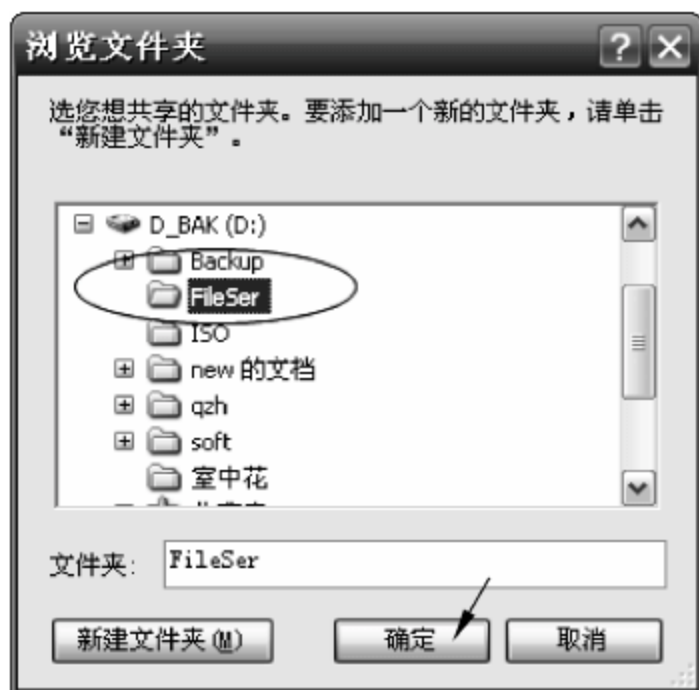 浏览文件夹
选您想共享的文件夹。要添加一个新的文件夹，请单击
“新建文件夹”。
D_BAK (D:)
Backup
FileSer
ISO
new 的文档
qzh
soft
室中花
文件夹:
FileSer
新建文件夹(M)
确定
取消